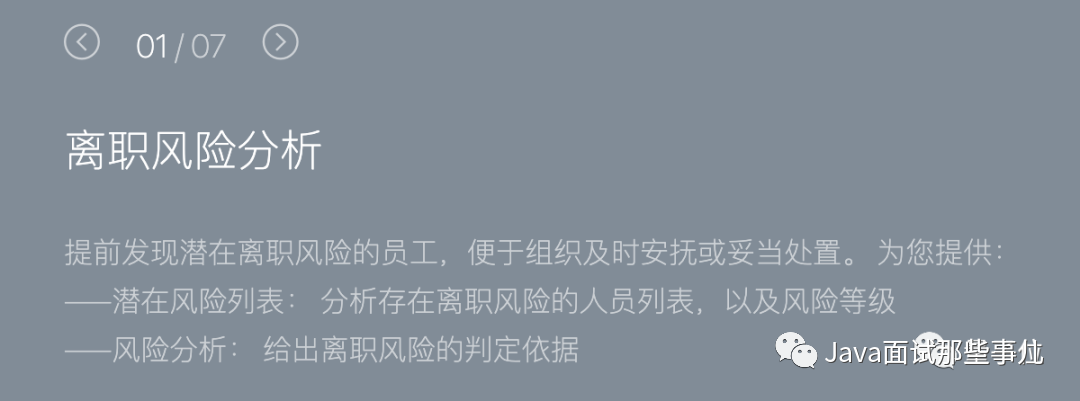 01/07
离职风险分析
提前发现潜在离职风险的员工，便于组织及时安抚或妥当处置。 为您提供：
——潜在风险列表： 分析存在离职风险的人员列表，以及风险等级
——风险分析： 给出离职风险的判定依据
Java面试那些事儿